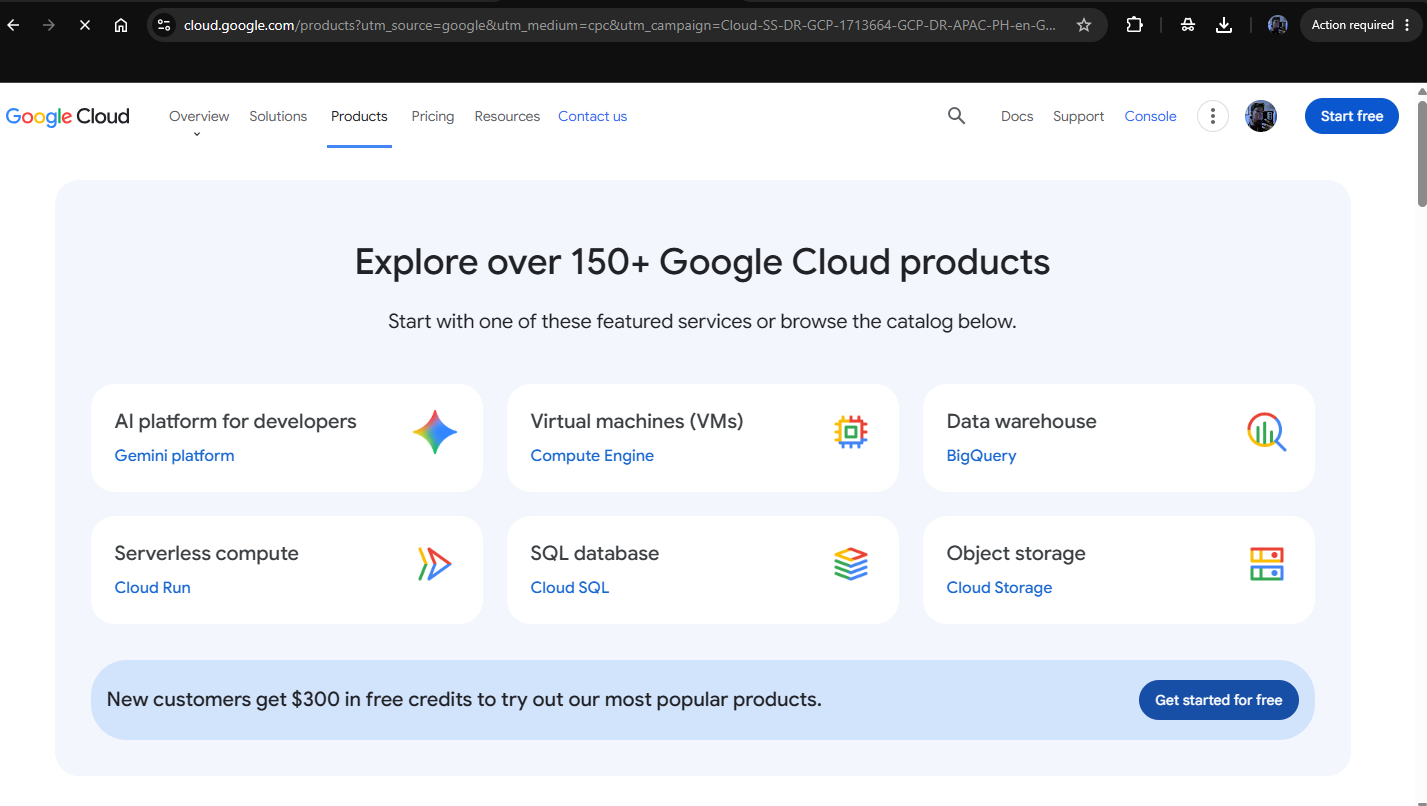 cloud.google.com/products?utm_source=google&utm_medium=cpc&utm_campaign=Cloud-SS-DR-GCP-1713664-GCP-DR-APAC-PH-en-G...
Action required
Google Cloud
Overview
Solutions
Products
Pricing
Resources
Contact us
Docs
Support
Console
Start free
Explore over 150+ Google Cloud products
Start with one of these featured services or browse the catalog below.
AI platform for developers
Gemini platform
Virtual machines (VMs)
Compute Engine
Data warehouse
BigQuery
Serverless compute
Cloud Run
SQL database
Cloud SQL
Object storage
Cloud Storage
New customers get $300 in free credits to try out our most popular products.
Get started for free